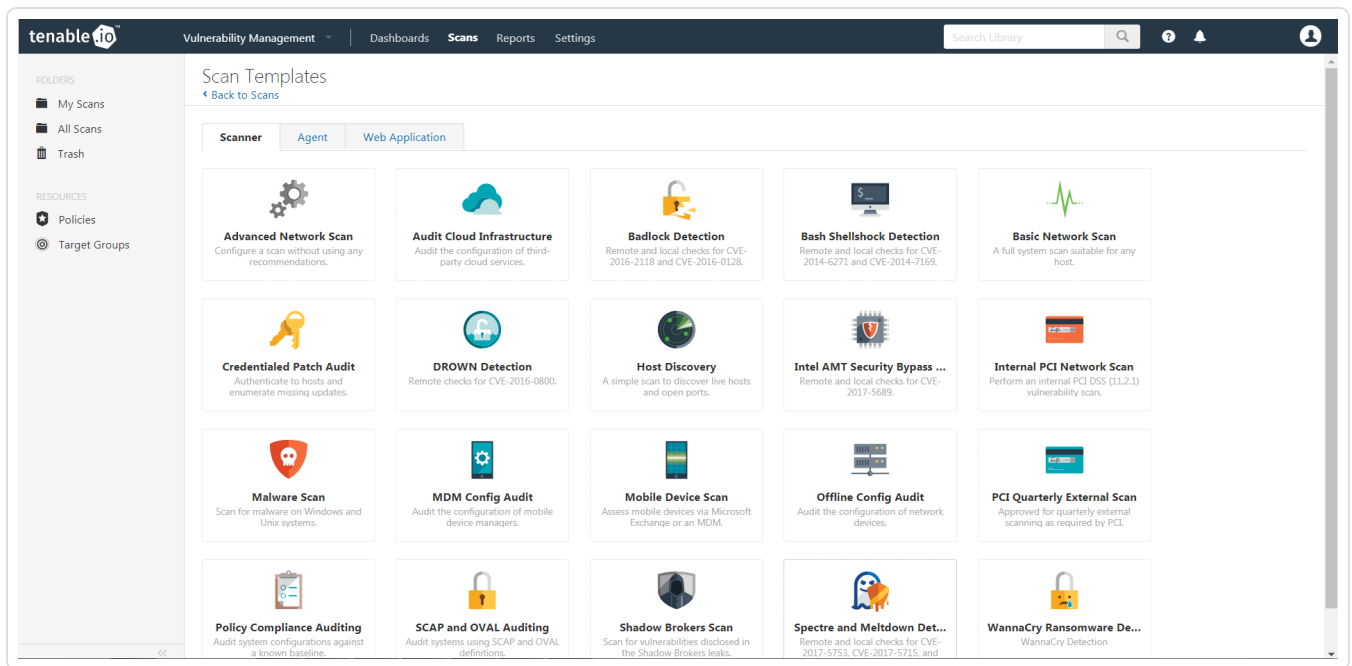 tenable.io™
Vulnerability Management
Dashboards
Scans
Reports
Settings
Search Library
FOLDERS
My Scans
All Scans
Trash
RESOURCES
Policies
Target Groups
Scan Templates
Back to Scans
Scanner
Agent
Web Application
Advanced Network Scan
Configure a scan without using any
recommendations.
Audit Cloud Infrastructure
Audit the configuration of third-
party cloud services.
Badlock Detection
Remote and local checks for CVE-
2016-2118 and CVE-2016-0128.
$_
Bash Shellshock Detection
Remote and local checks for CVE-
2014-6271 and CVE-2014-7169.
Basic Network Scan
A full system scan suitable for any
host.
Credentialed Patch Audit
Authenticate to hosts and
enumerate missing updates.
DROWN Detection
Remote checks for CVE-2016-0800.
Host Discovery
A simple scan to discover live hosts
and open ports.
Intel AMT Security Bypass ...
Remote and local checks for CVE-
2017-5689.
Internal PCI Network Scan
Perform an internal PCI DSS (11.2.1)
vulnerability scan.
Malware Scan
Scan for malware on Windows and
Unix systems.
MDM Config Audit
Audit the configuration of mobile
device managers.
Mobile Device Scan
Assess mobile devices via Microsoft
Exchange or an MDM.
Offline Config Audit
Audit the configuration of network
devices.
PCI Quarterly External Scan
Approved for quarterly external
scanning as required by PCI.
Policy Compliance Auditing
Audit system configurations against
a known baseline.
SCAP and OVAL Auditing
Audit systems using SCAP and OVAL
definitions.
Shadow Brokers Scan
Scan for vulnerabilities disclosed in
the Shadow Brokers leaks.
Spectre and Meltdown Det...
Remote and local checks for CVE-
2017-5753, CVE-2017-5715, and
WannaCry Ransomware De...
WannaCry Detection